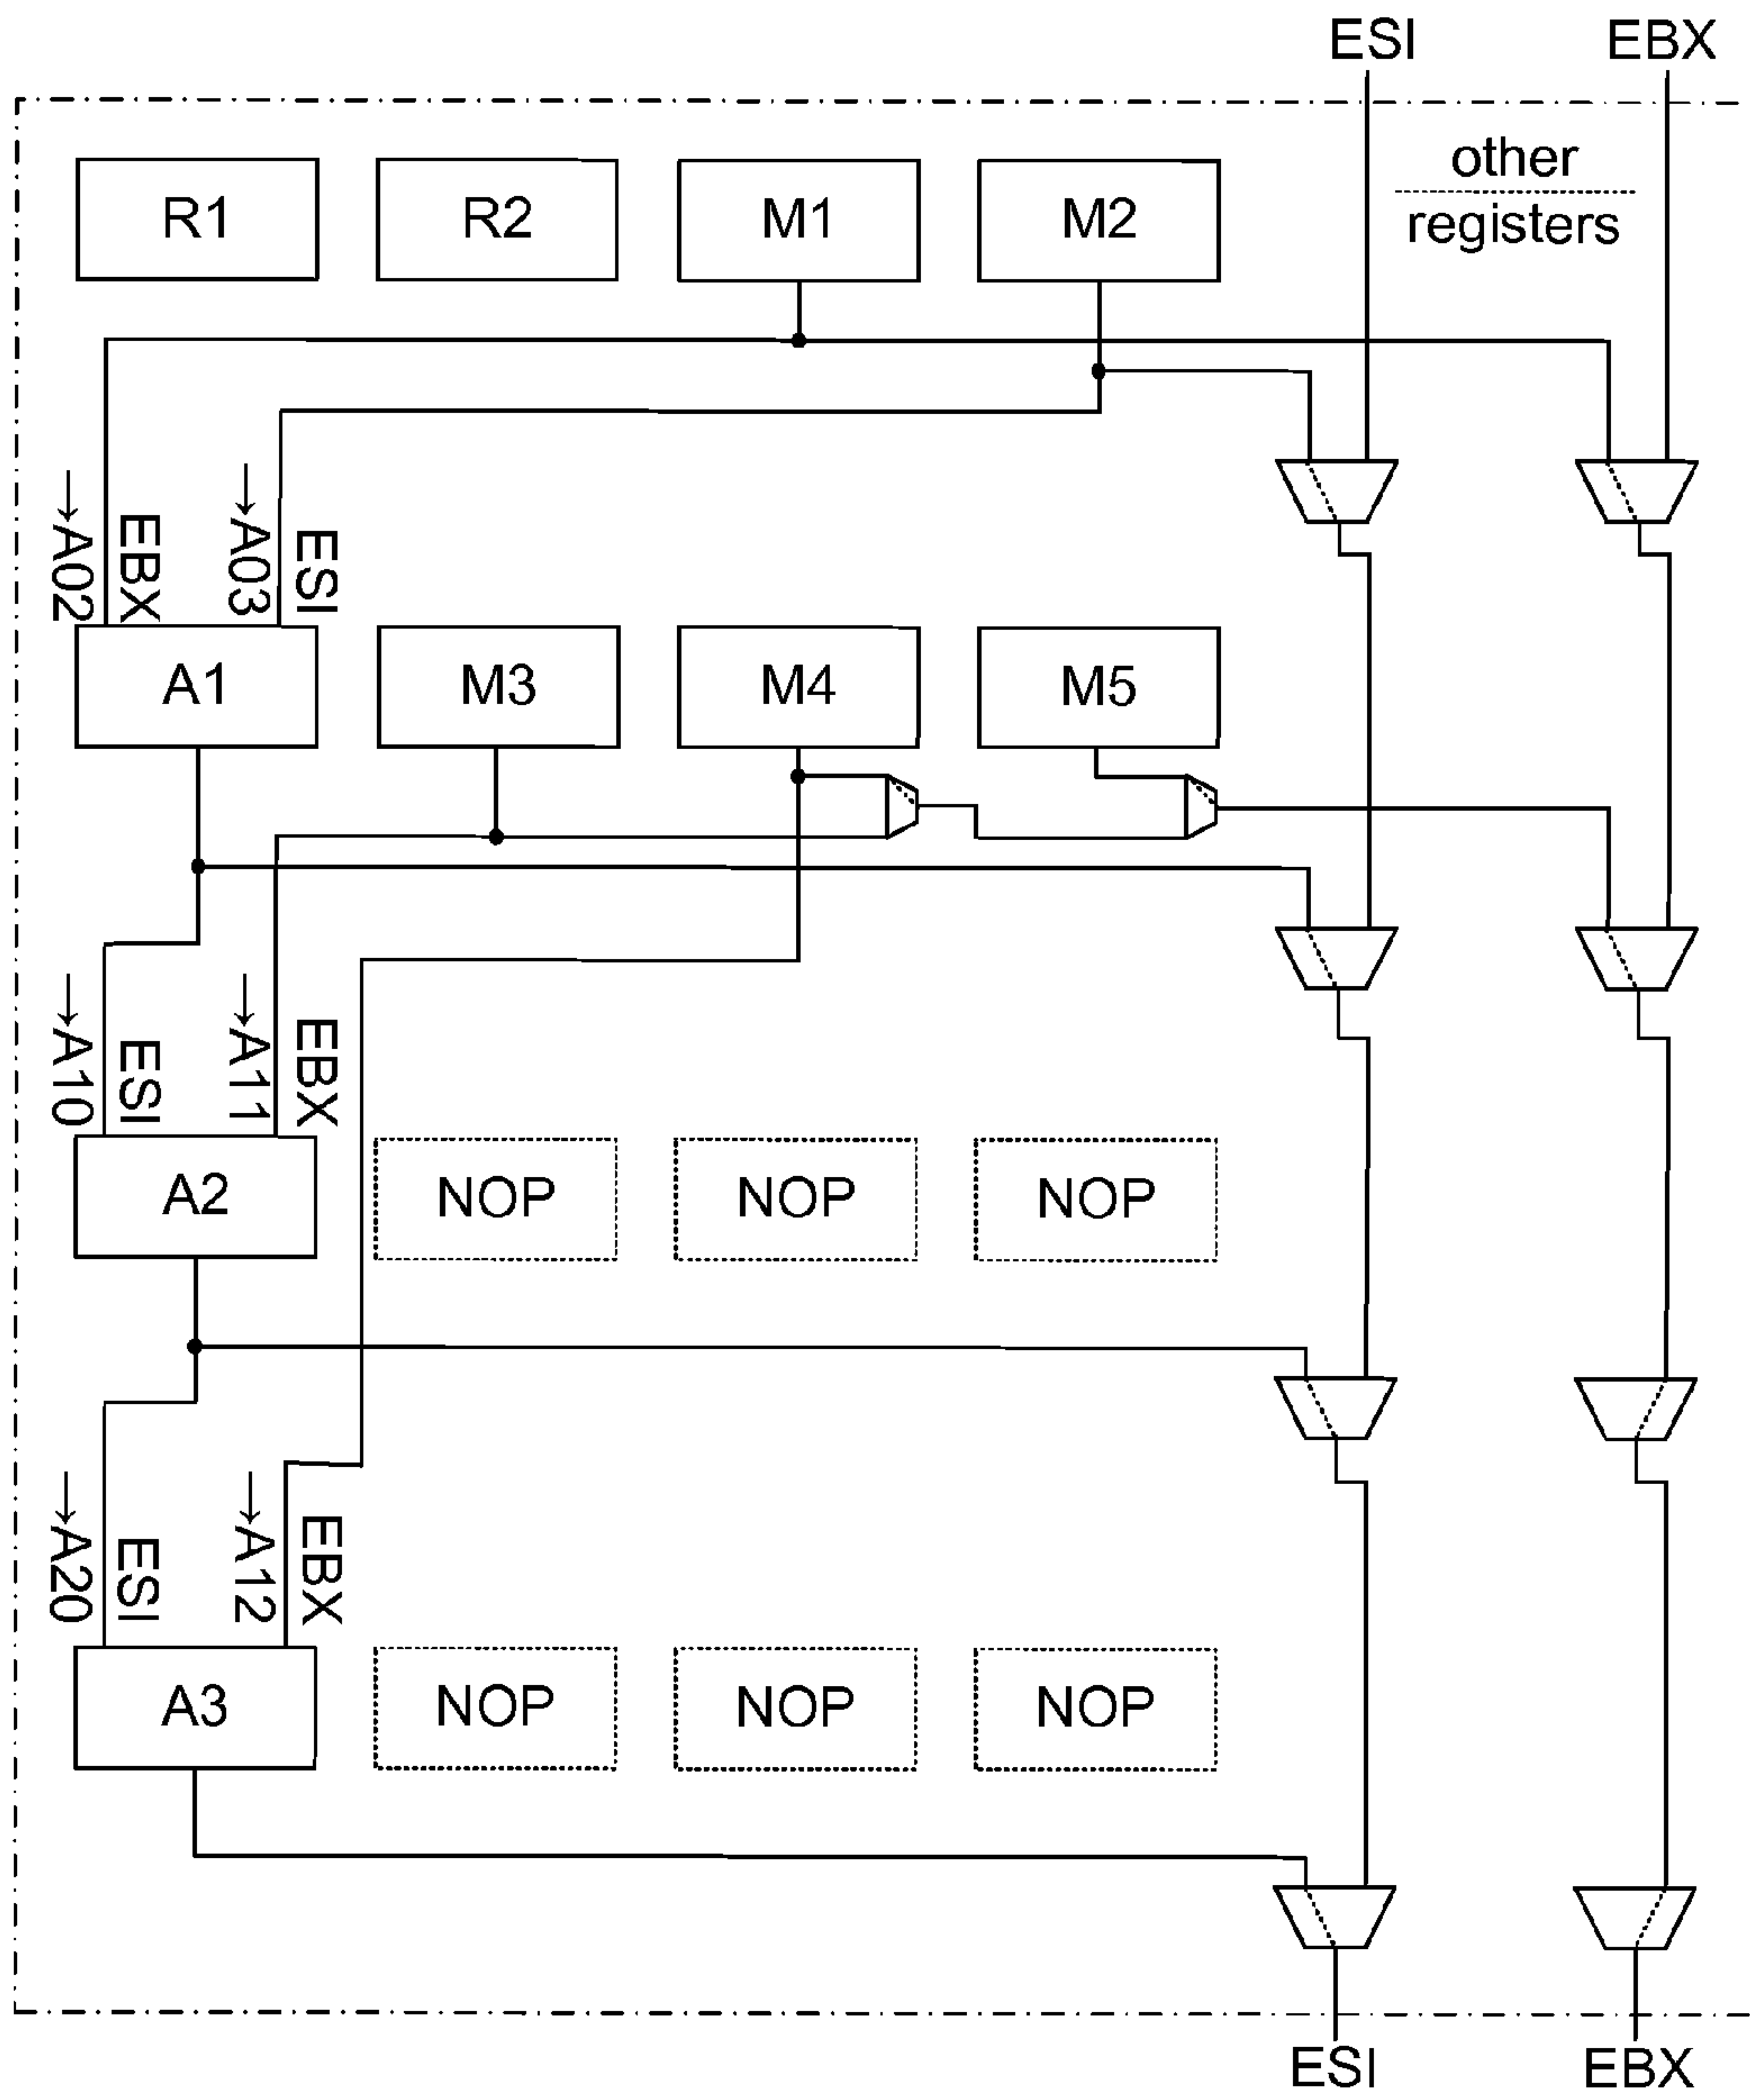 ESI EBX
other
registers
R1 R2 M1 M2
→A02
EBX
→A03
ESI
A1 M3 M4 M5
→A10
ESI
→A11
EBX
A2 NOP NOP NOP
→A20
ESI
→A12
EBX
A3 NOP NOP NOP
ESI EBX